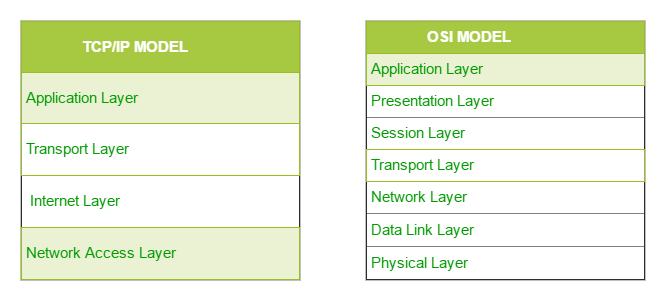 TCP/IP MODEL
Application Layer
Transport Layer
Internet Layer
Network Access Layer
OSI MODEL
Application Layer
Presentation Layer
Session Layer
Transport Layer
Network Layer
Data Link Layer
Physical Layer